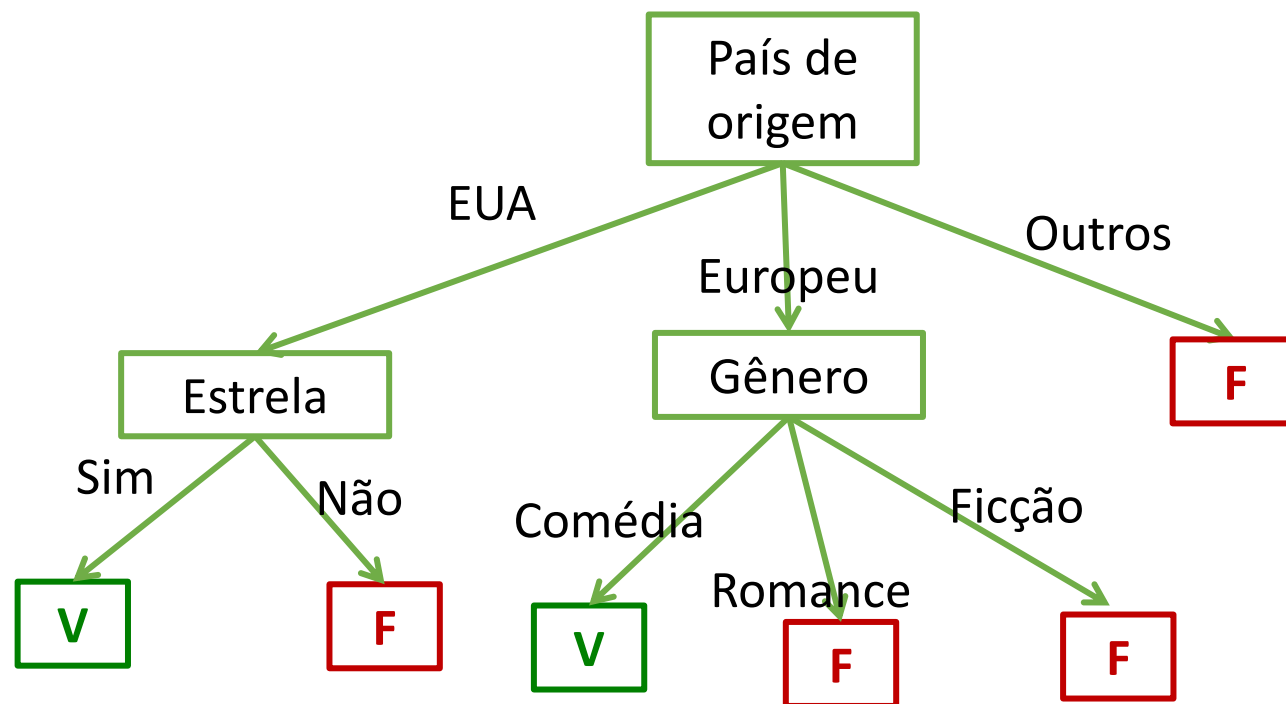 País de
origem
EUA
Europeu
Outros
Estrela
Gênero
F
Sim
Não
Comédia
Romance
Ficção
V
F
V
F
F